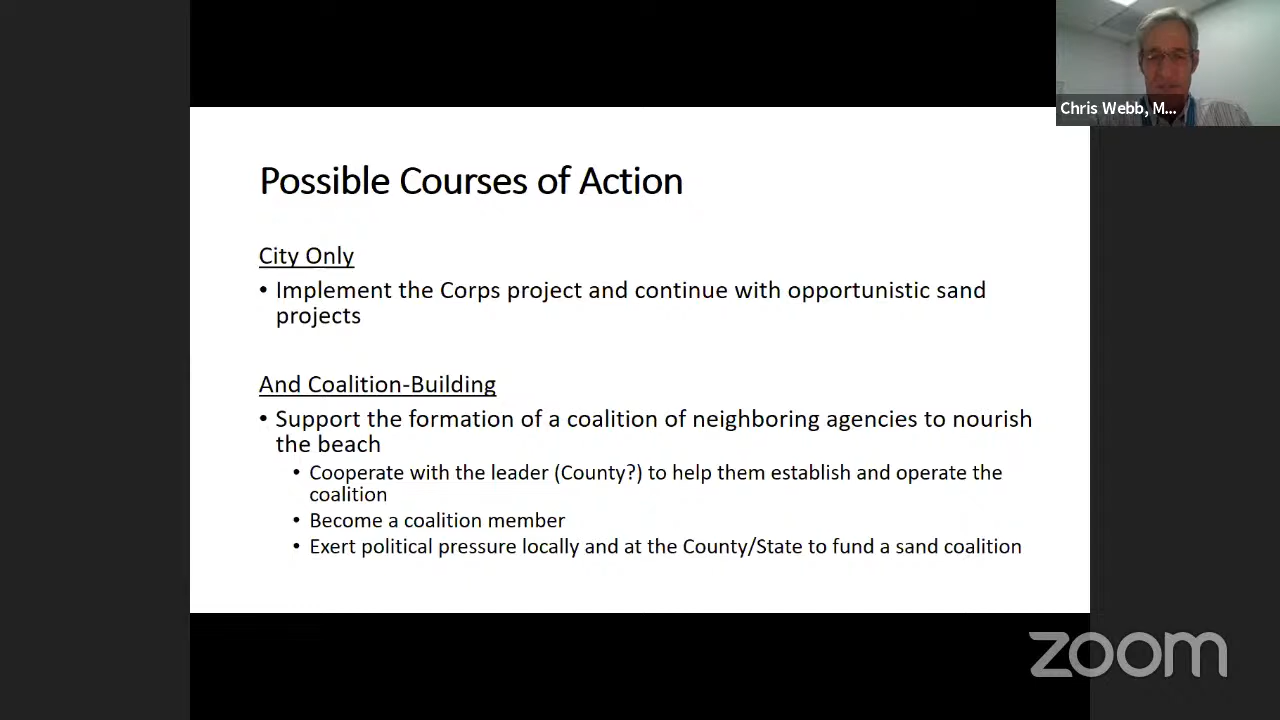 Chris Webb, M...
Possible Courses of Action
City Only
• Implement the Corps project and continue with opportunistic sand
projects
And Coalition-Building
• Support the formation of a coalition of neighboring agencies to nourish
the beach
• Cooperate with the leader (County?) to help them establish and operate the
coalition
• Become a coalition member
• Exert political pressure locally and at the County/State to fund a sand coalition
zoom